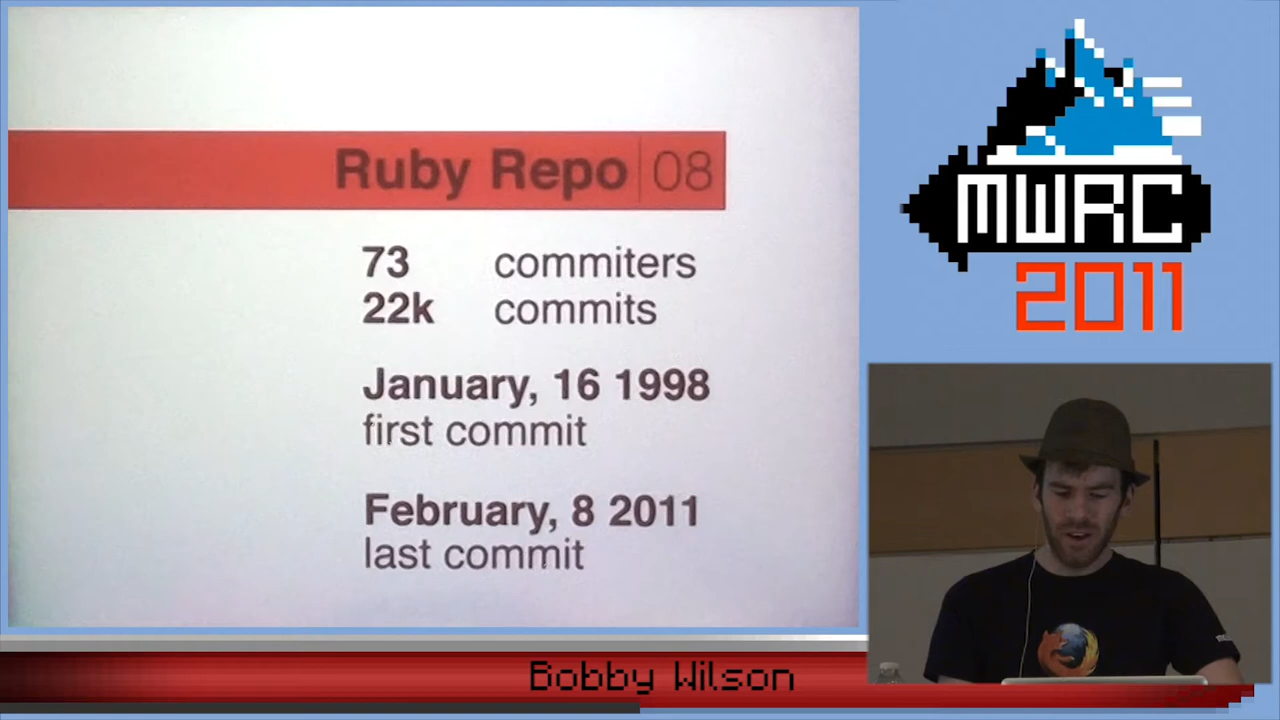 Ruby Repo 08
73 commiters
22k commits
January, 16 1998
first commit
February, 8 2011
last commit
MWRC
2011
Bobby Wilson